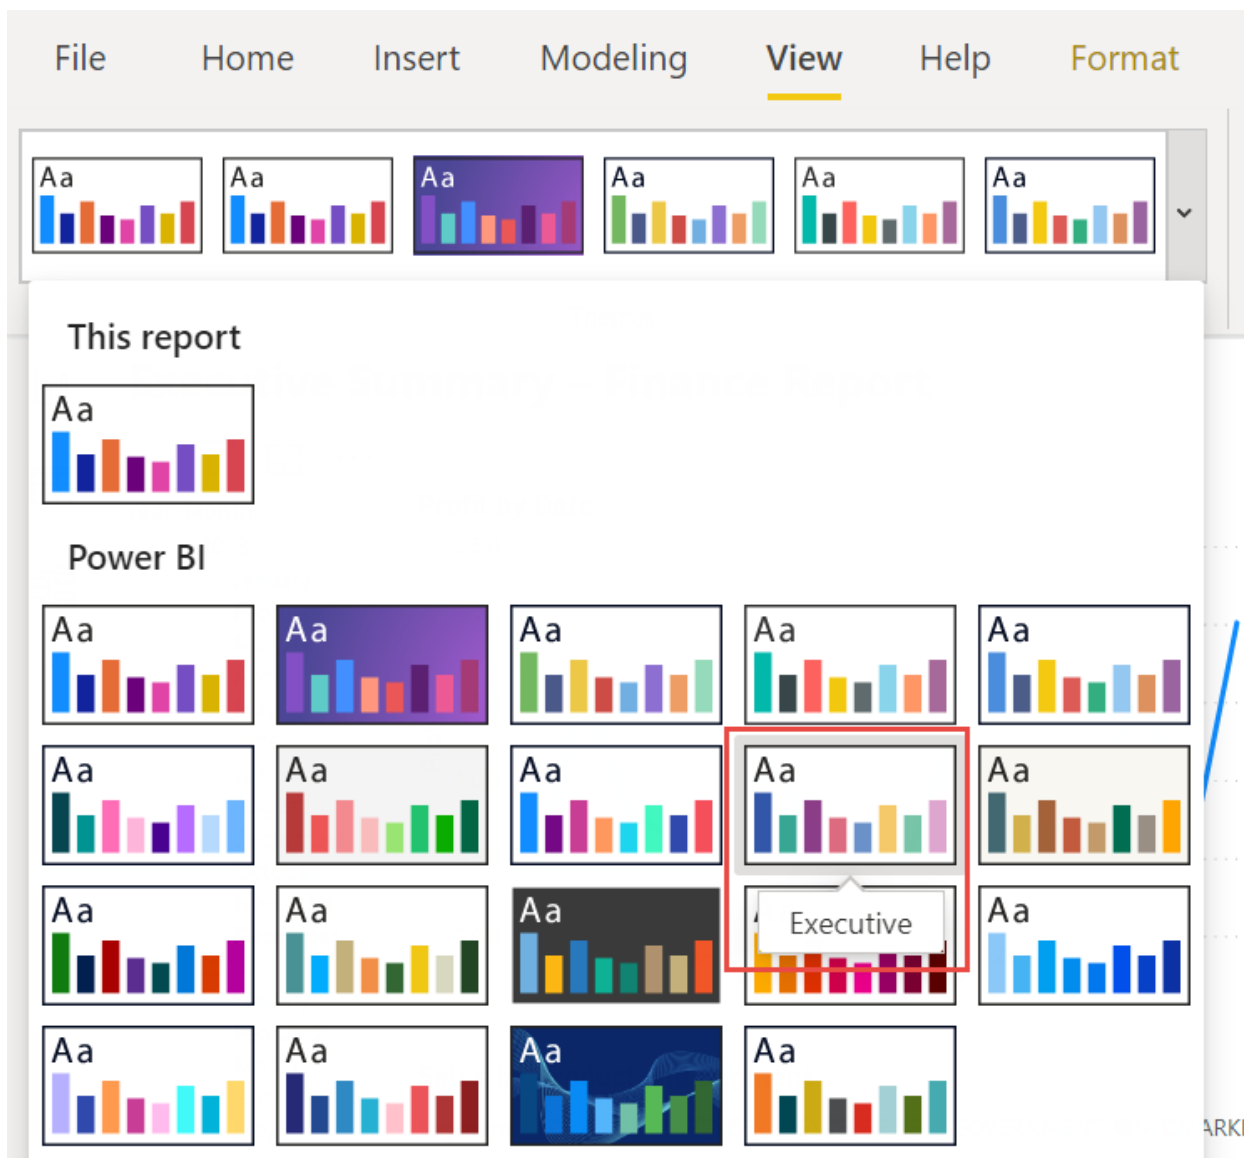 File Home Insert Modeling View Help Format
Aa Aa Aa Aa Aa Aa
This report
Aa
Power BI
Aa Aa Aa Aa Aa
Aa Aa Aa Aa Aa
Aa Aa Aa Aa
Executive
Aa Aa Aa Aa